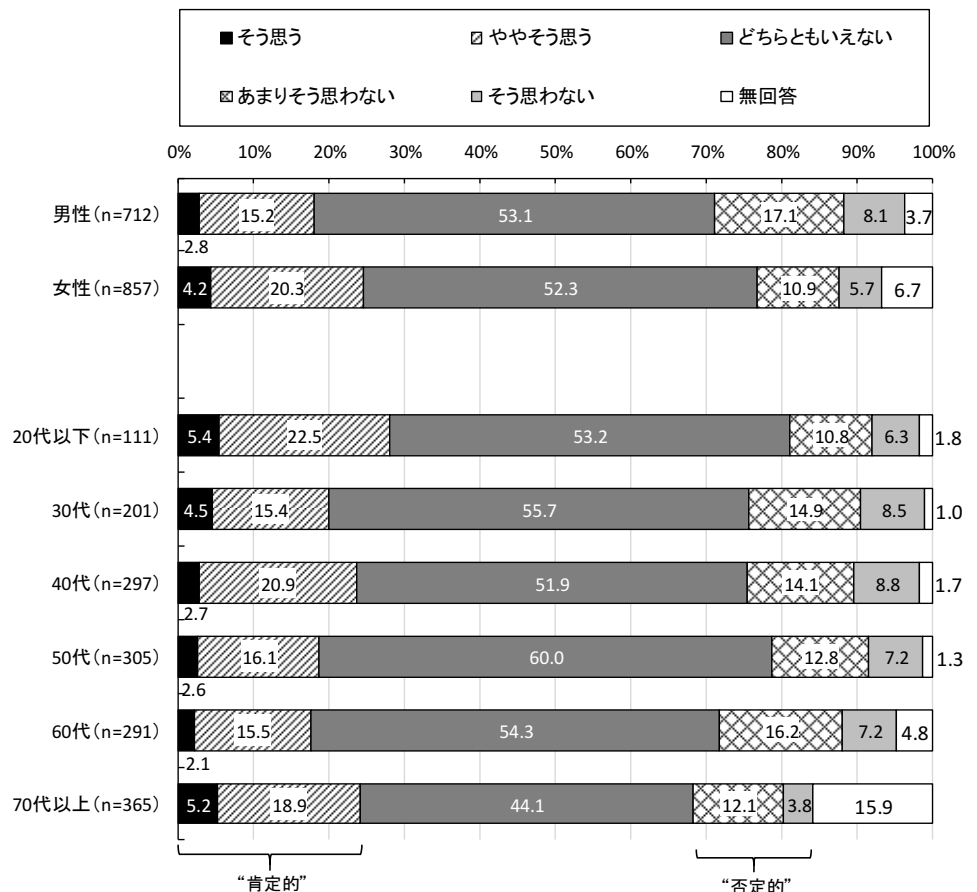 ■そう思う ややそう思う どちらともいえない
あまりそう思わない そう思わない 無回答
0% 10% 20% 30% 40% 50% 60% 70% 80% 90% 100%
男性(n=712) 15.2 53.1 17.1 8.1 3.7
2.8
女性(n=857) 4.2 20.3 52.3 10.9 5.7 6.7
20代以下(n=111) 5.4 22.5 53.2 10.8 6.3 1.8
30代(n=201) 4.5 15.4 55.7 14.9 8.5 1.0
40代(n=297) 20.9 51.9 14.1 8.8 1.7
2.7
50代(n=305) 16.1 60.0 12.8 7.2 1.3
2.6
60代(n=291) 15.5 54.3 16.2 7.2 4.8
2.1
70代以上(n=365) 5.2 18.9 44.1 12.1 3.8 15.9
“肯定的” “否定的”